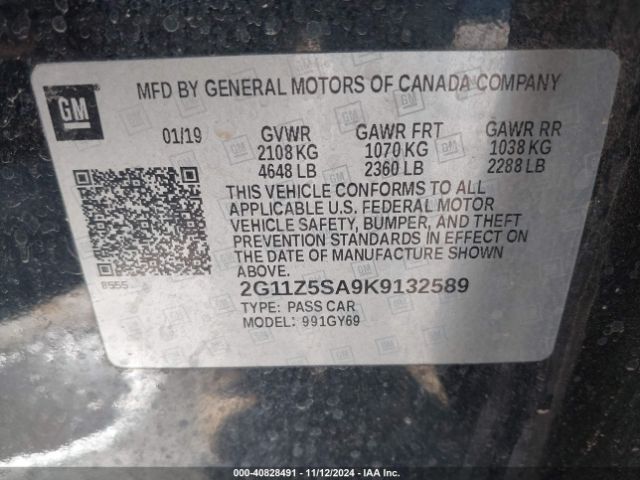 GM
MFD BY GENERAL MOTORS OF CANADA COMPANY
01/19 GVWR GAWR FRT GAWR RR
2108 KG 1070 KG 1038 KG
4648 LB 2360 LB 2288 LB
THIS VEHICLE CONFORMS TO ALL
APPLICABLE U.S. FEDERAL MOTOR
VEHICLE SAFETY, BUMPER, AND THEFT
PREVENTION STANDARDS IN EFFECT ON
THE DATE OF MANUFACTURE SHOWN
ABOVE.
8555
2G11Z5SA9K9132589
TYPE: PASS CAR
MODEL: 991GY69
000-40828491 - 11/12/2024 - IAA Inc.